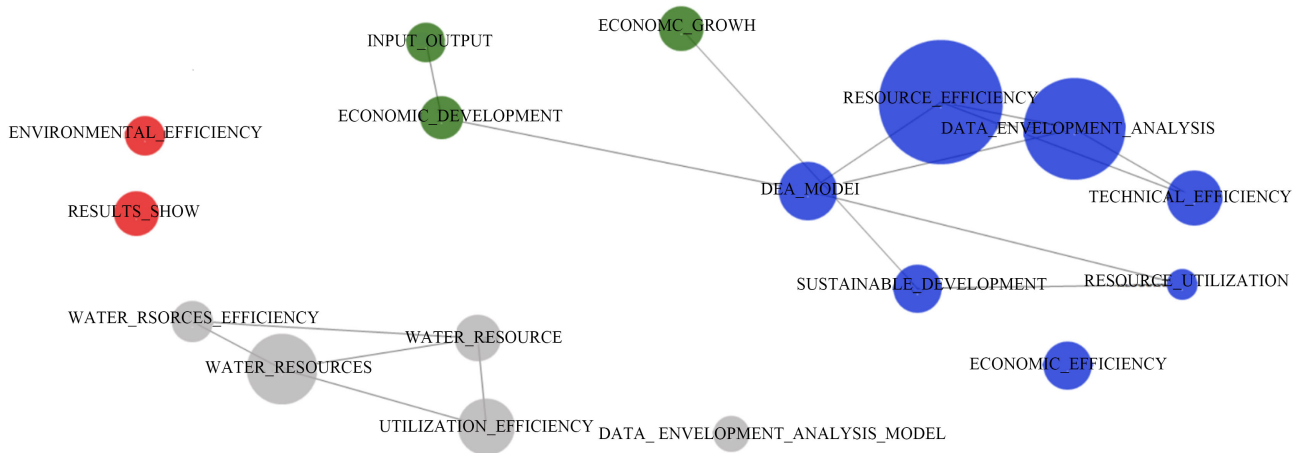 ECONOMC_GROWH
INPUT_OUTPUT
RESOURCE_EFFICIENCY
ECONOMIC_DEVELOPMENT
DATA_ENVELOPMENT_ANALYSIS
ENVIRONMENTAL_EFFICIENCY
DEA_MODEI
TECHNICAL_EFFICIENCY
RESULTS_SHOW
SUSTAINABLE_DEVELOPMENT
RESOURCE_UTILIZATION
WATER_RSORCES_EFFICIENCY
WATER_RESOURCE
WATER_RESOURCES
ECONOMIC_EFFICIENCY
UTILIZATION_EFFICIENCY
DATA_ ENVELOPMENT_ANALYSIS_MODEL